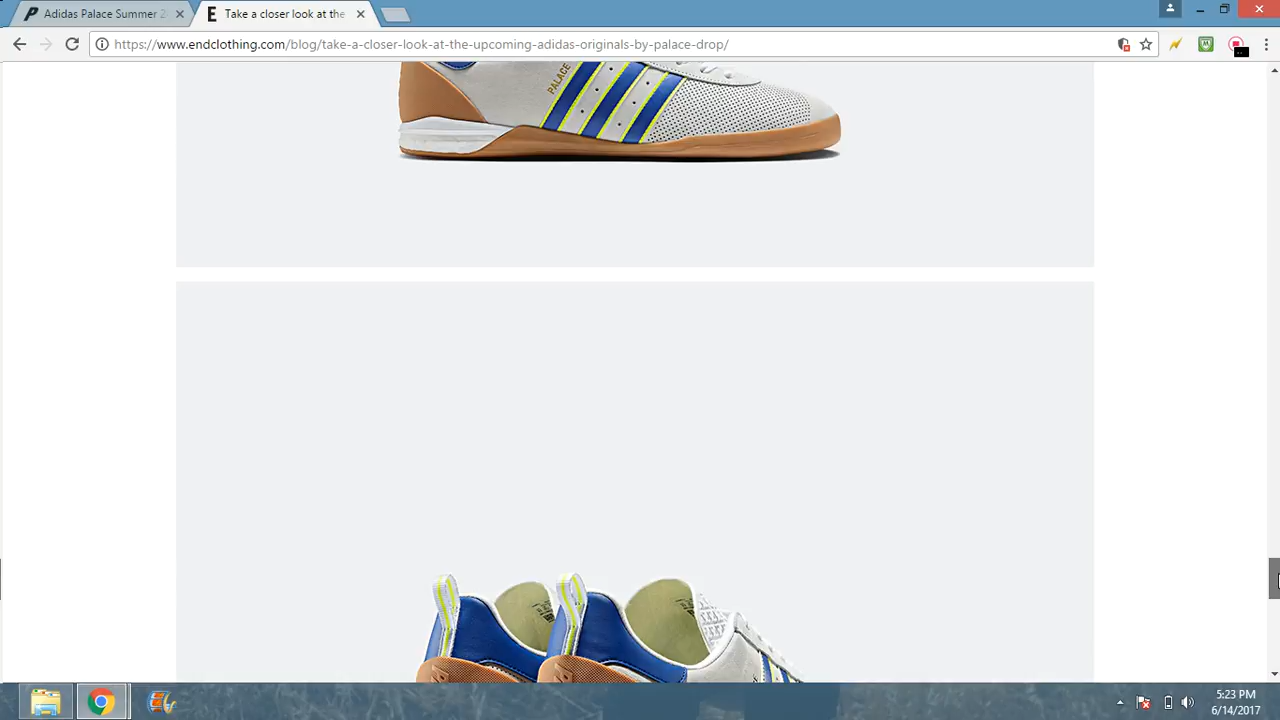 Adidas Palace Summer 2
Take a closer look at the
https://www.endclothing.com/blog/take-a-closer-look-at-the-upcoming-adidas-originals-by-palace-drop/
PALACE
5:23 PM
6/14/2017